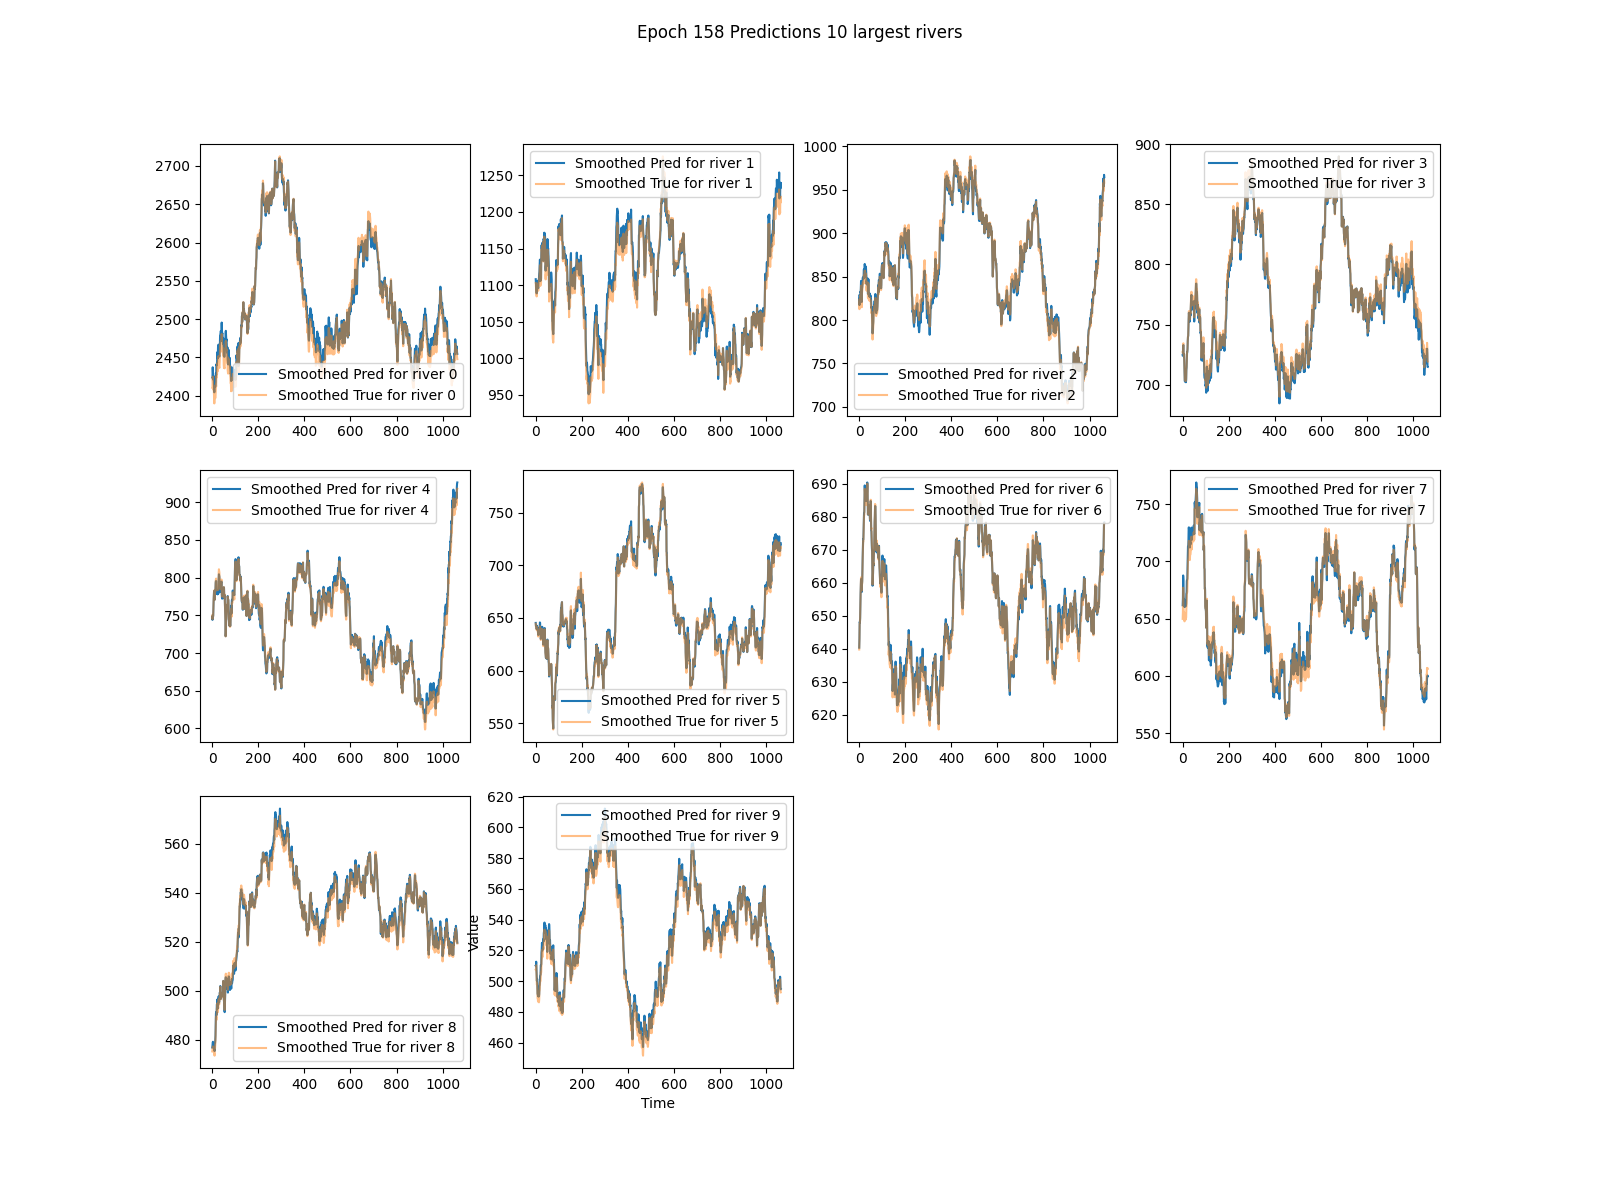 Epoch 158 Predictions 10 largest rivers
2700
2650
2600
2550
2500
2450
2400
Smoothed Pred for river 0
Smoothed True for river 0
0 200 400 600 800 1000
1250
1200
1150
1100
1050
1000
950
Smoothed Pred for river 1
Smoothed True for river 1
0 200 400 600 800 1000
1000
950
900
850
800
750
700
Smoothed Pred for river 2
Smoothed True for river 2
0 200 400 600 800 1000
900
850
800
750
700
Smoothed Pred for river 3
Smoothed True for river 3
0 200 400 600 800 1000
900
850
800
750
700
650
600
Smoothed Pred for river 4
Smoothed True for river 4
0 200 400 600 800 1000
750
700
650
600
550
Smoothed Pred for river 5
Smoothed True for river 5
0 200 400 600 800 1000
690
680
670
660
650
640
630
620
Smoothed Pred for river 6
Smoothed True for river 6
0 200 400 600 800 1000
750
700
650
600
550
Smoothed Pred for river 7
Smoothed True for river 7
0 200 400 600 800 1000
560
540
520
500
480
Smoothed Pred for river 8
Smoothed True for river 8
0 200 400 600 800 1000
Value
620
600
580
560
540
520
500
480
460
Smoothed Pred for river 9
Smoothed True for river 9
0 200 400 600 800 1000
Time